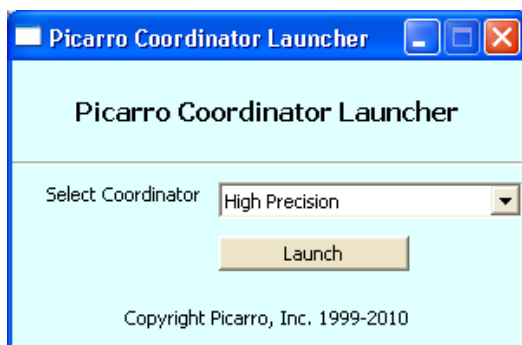 Picarro Coordinator Launcher
Picarro Coordinator Launcher
Select Coordinator High Precision
Launch
Copyright Picarro, Inc. 1999-2010